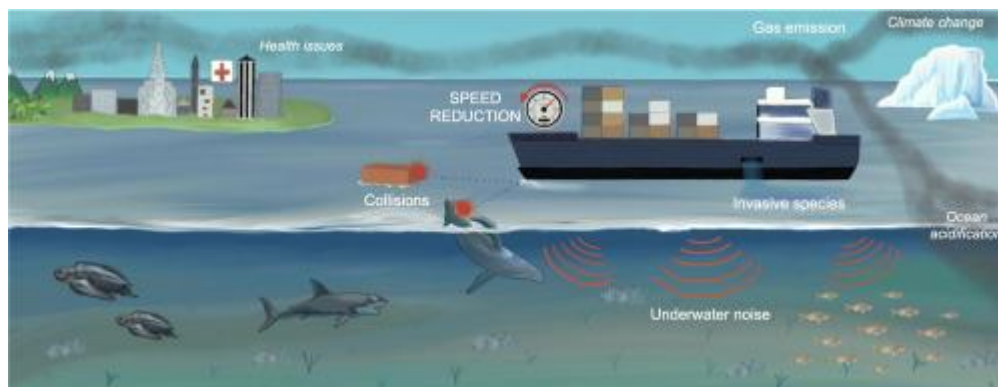 Gas emission
Climate change
Health issues
SPEED
REDUCTION
Collisions
Invasive species
Ocean
acidification
Underwater noise